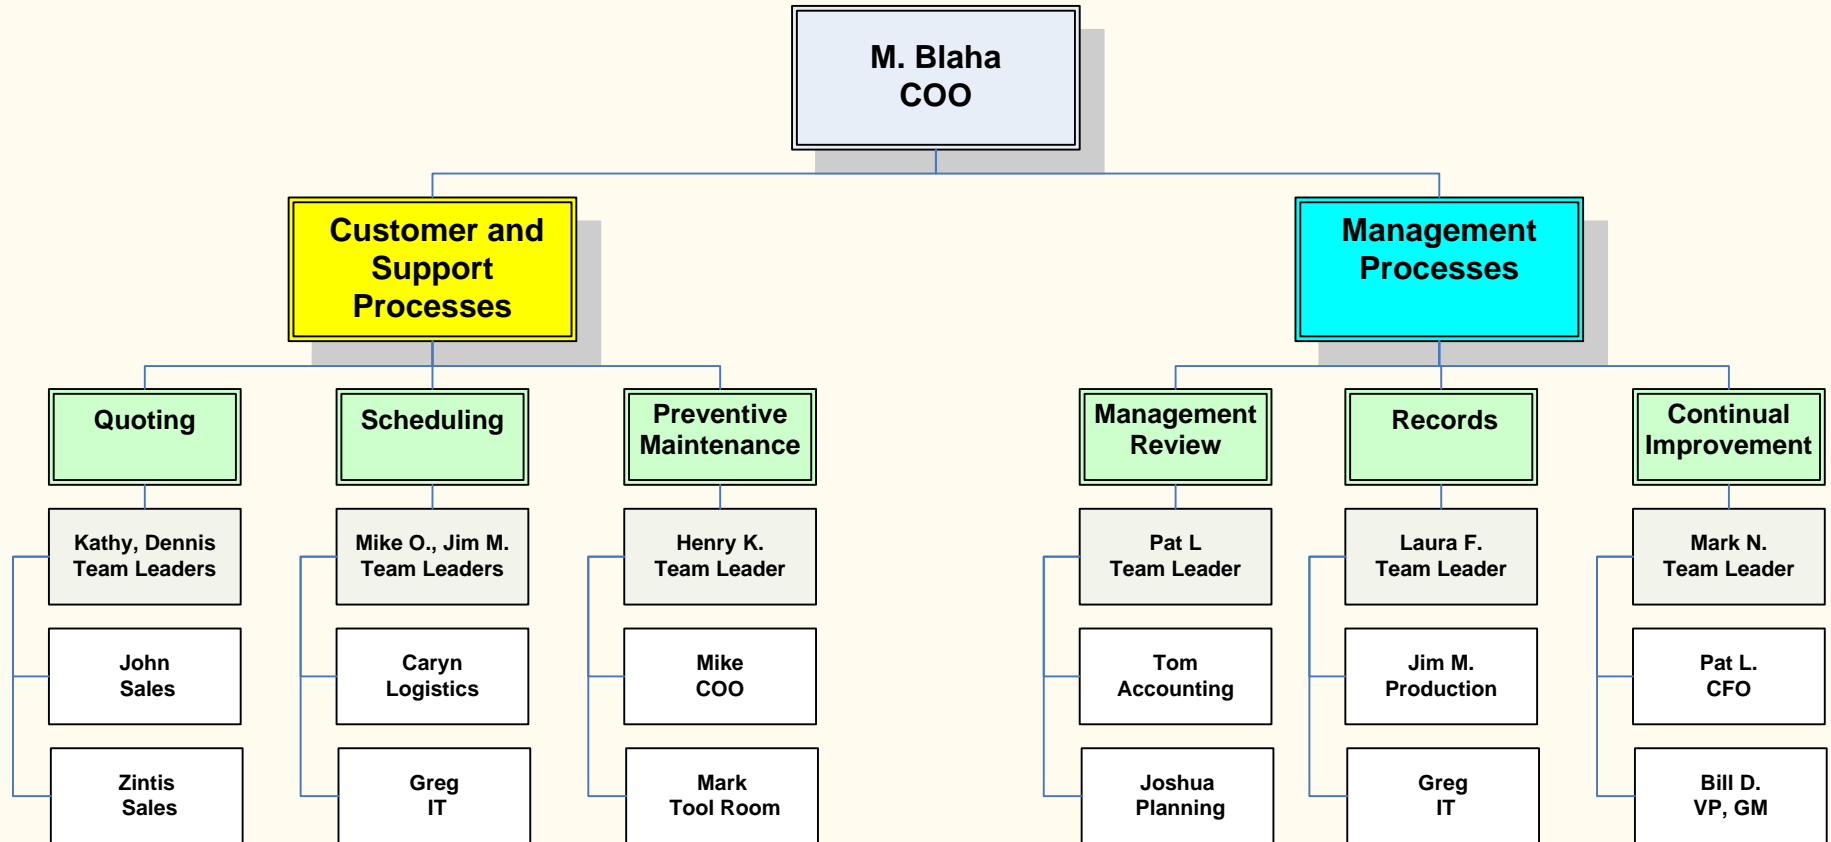 M. Blaha
COO
Customer and
Support
Processes
Management
Processes
Quoting
Scheduling
Preventive
Maintenance
Management
Review
Records
Continual
Improvement
Kathy, Dennis
Team Leaders
Mike O., Jim M.
Team Leaders
Henry K.
Team Leader
Pat L
Team Leader
Laura F.
Team Leader
Mark N.
Team Leader
John
Sales
Caryn
Logistics
Mike
COO
Tom
Accounting
Jim M.
Production
Pat L.
CFO
Zintis
Sales
Greg
IT
Mark
Tool Room
Joshua
Planning
Greg
IT
Bill D.
VP, GM